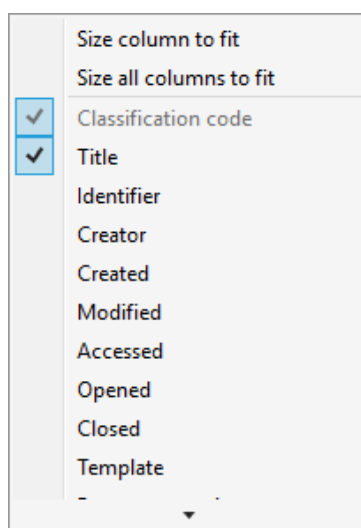 Size column to fit
Size all columns to fit
Classification code
Title
Identifier
Creator
Created
Modified
Accessed
Opened
Closed
Template